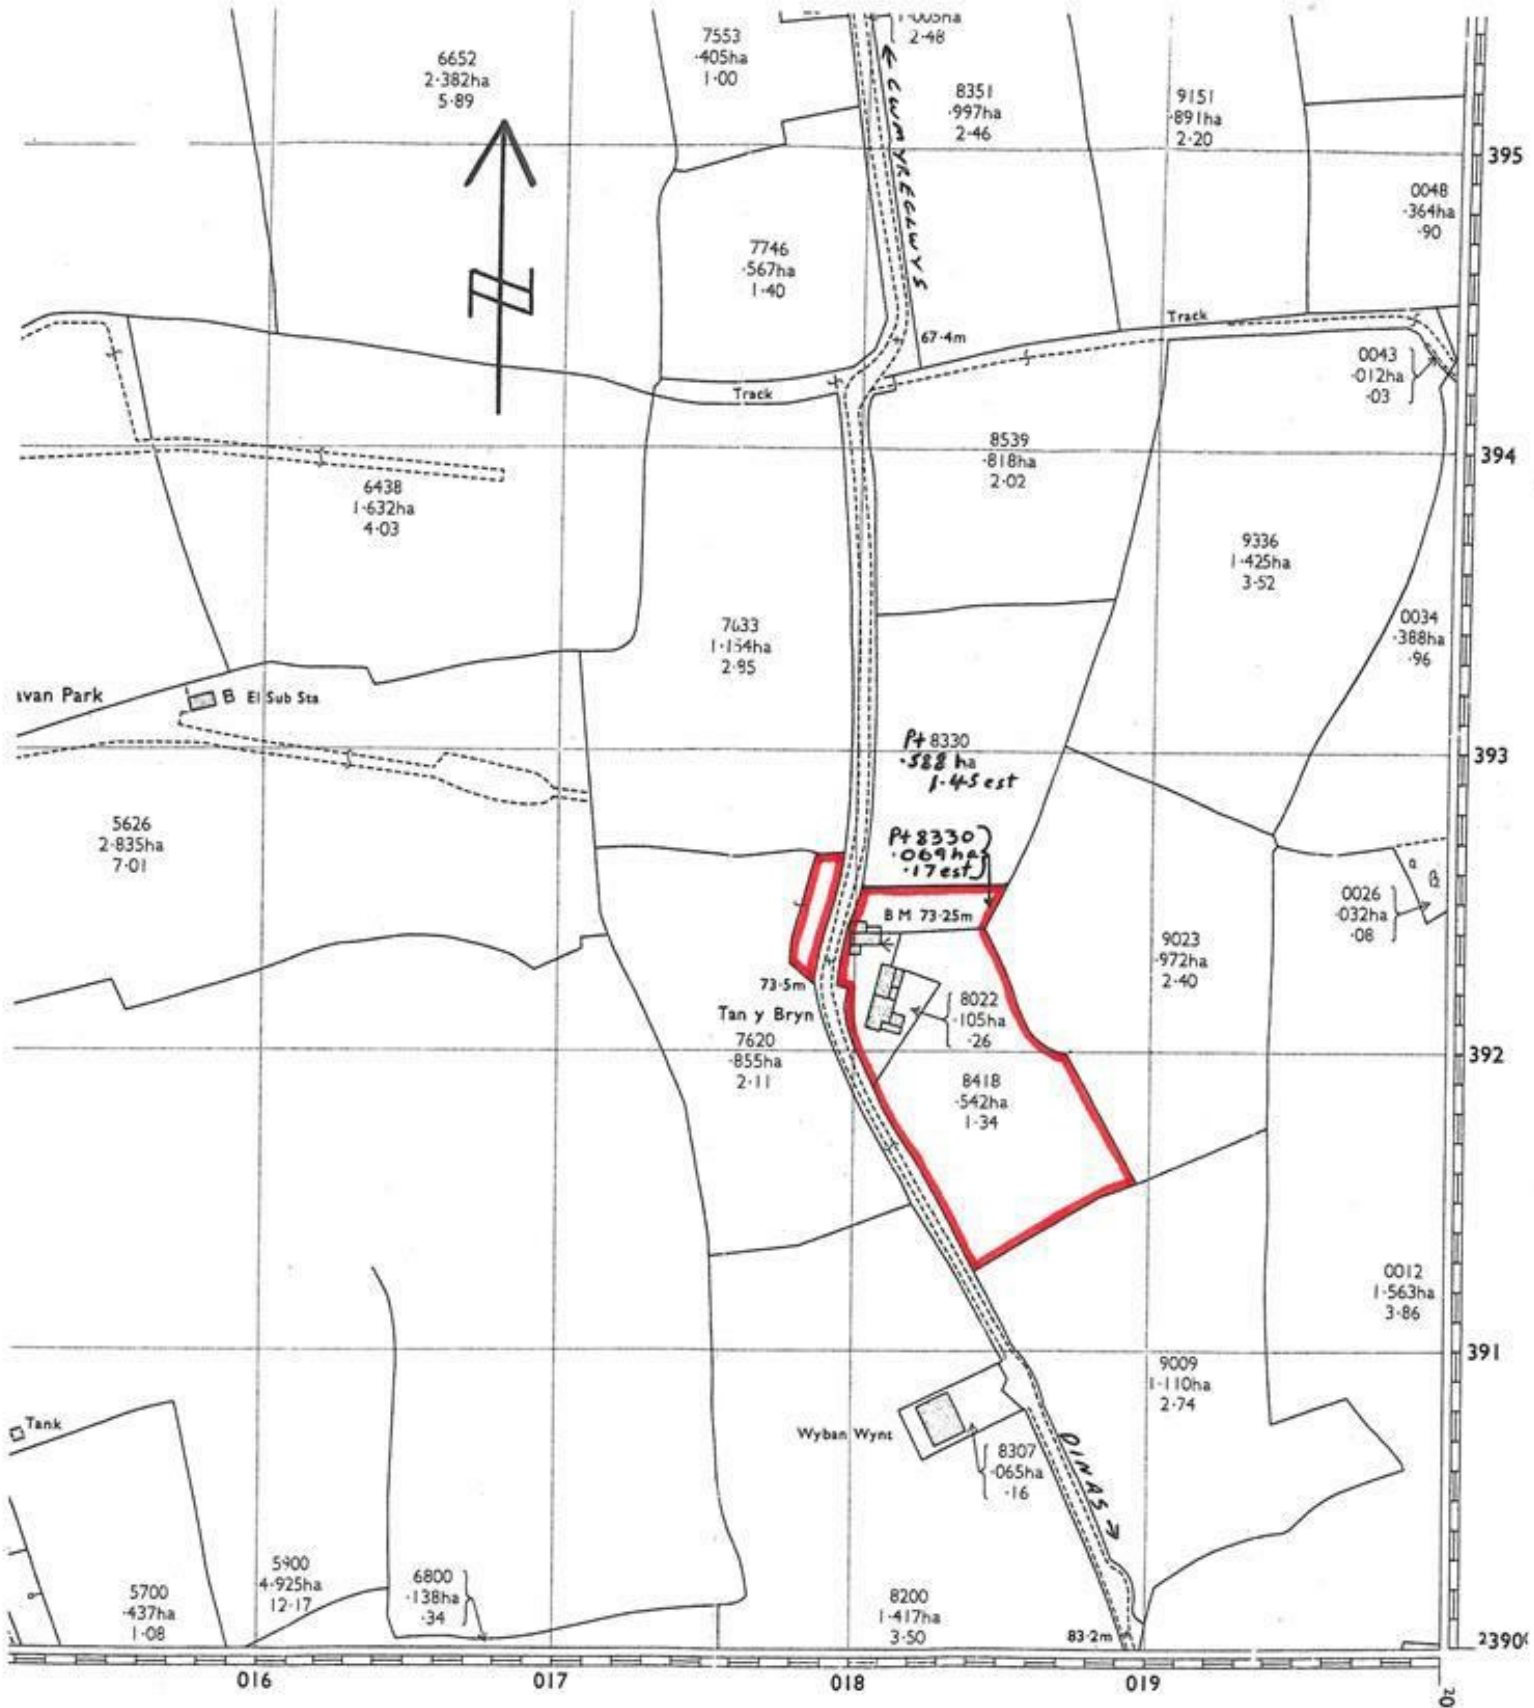 1·005ha
2·48
7553
·405ha
1·00
6652
2·382ha
5·89
8351
·997ha
2·46
9151
·891ha
2·20
395
← CWMYREGLWYS
0048
·364ha
·90
7746
·567ha
1·40
Track
67·4m
0043
·012ha
·03
Track
8539
·818ha
2·02
394
6438
1·632ha
4·03
9336
1·425ha
3·52
7633
1·154ha
2·85
0034
·388ha
·96
avan Park
El Sub Sta
Pt 8330
·588 ha
1·45 est
393
5626
2·835ha
7·01
Pt 8330
·069 ha
·17 est
0026
·032ha
·08
B M 73·25m
9023
·972ha
2·40
73·5m
8022
·105ha
·26
Tan y Bryn
7620
·855ha
2·11
392
8418
·542ha
1·34
0012
1·563ha
3·86
391
9009
1·110ha
2·74
Tank
Wyban Wynt
8307
·065ha
·16
DINAS →
5900
4·925ha
12·17
6800
·138ha
·34
5700
·437ha
1·08
8200
1·417ha
3·50
83·2m
2390
016
017
018
019
20